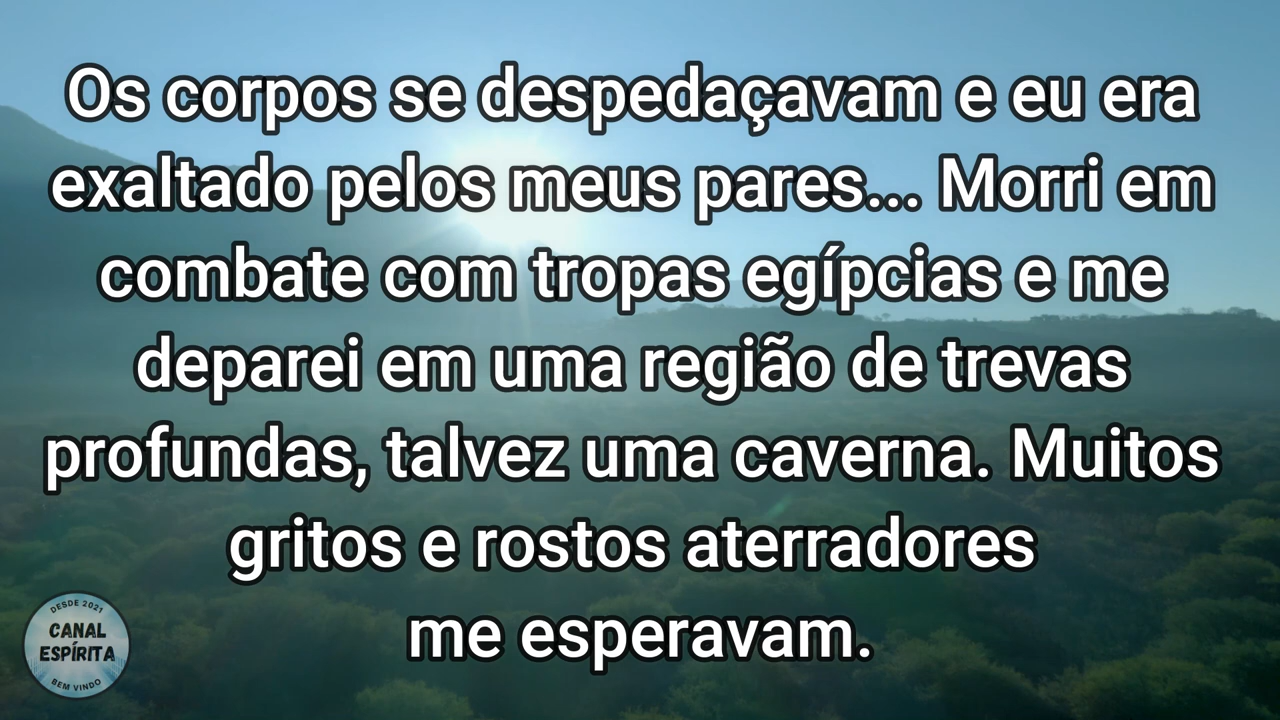 Os corpos se despedaçavam e eu era
exaltado pelos meus pares... Morri em
combate com tropas egípcias e me
deparei em uma região de trevas
profundas, talvez uma caverna. Muitos
gritos e rostos aterradores
me esperavam.
DESDE 2021
CANAL
ESPÍRITA
BEM VINDO